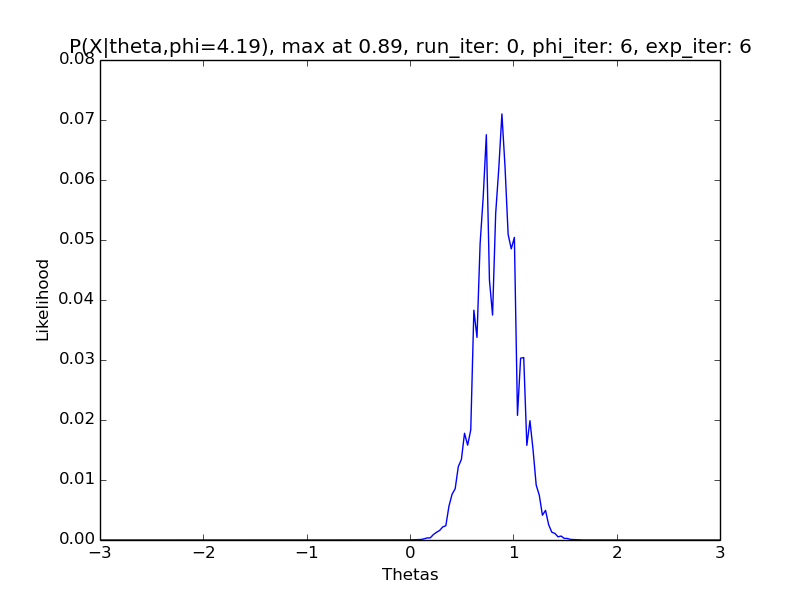 P(X|theta,phi=4.19), max at 0.89, run_iter: 0, phi_iter: 6, exp_iter: 6
0.08
0.07
0.06
0.05
0.04
0.03
0.02
0.01
0.00
Likelihood
−3 −2 −1 0 1 2 3
Thetas